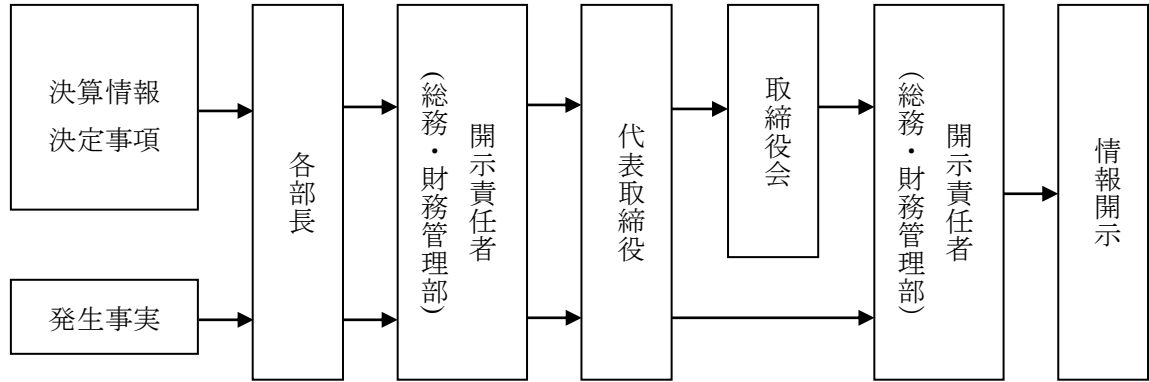 決算情報
決定事項
発生事実
各部長
開示責任者
(総務・財務管理部)
代表取締役
取締役会
開示責任者
(総務・財務管理部)
情報開示